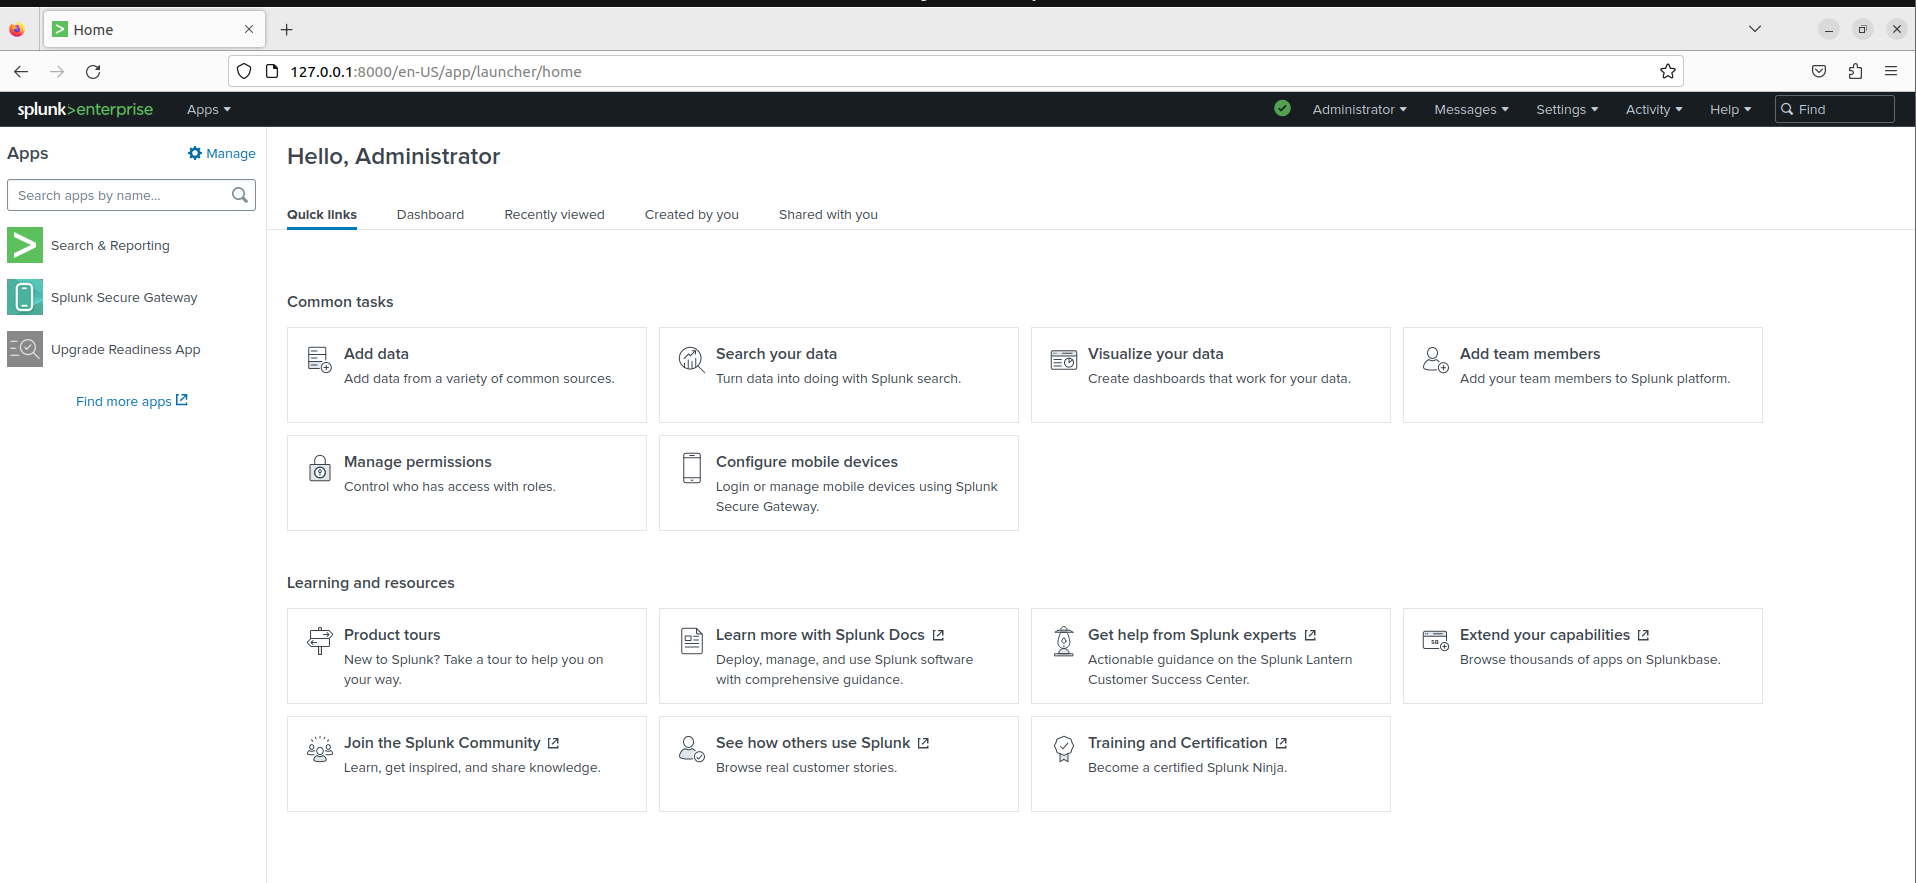 Home
127.0.0.1:8000/en-US/app/launcher/home
splunk>enterprise Apps Administrator Messages Settings Activity Help Find
Apps Manage
Search apps by name...
Search & Reporting
Splunk Secure Gateway
Upgrade Readiness App
Find more apps
Hello, Administrator
Quick links Dashboard Recently viewed Created by you Shared with you
Common tasks
Add data
Add data from a variety of common sources.
Search your data
Turn data into doing with Splunk search.
Visualize your data
Create dashboards that work for your data.
Add team members
Add your team members to Splunk platform.
Manage permissions
Control who has access with roles.
Configure mobile devices
Login or manage mobile devices using Splunk
Secure Gateway.
Learning and resources
Product tours
New to Splunk? Take a tour to help you on
your way.
Learn more with Splunk Docs
Deploy, manage, and use Splunk software
with comprehensive guidance.
Get help from Splunk experts
Actionable guidance on the Splunk Lantern
Customer Success Center.
SB
Extend your capabilities
Browse thousands of apps on Splunkbase.
Join the Splunk Community
Learn, get inspired, and share knowledge.
See how others use Splunk
Browse real customer stories.
Training and Certification
Become a certified Splunk Ninja.